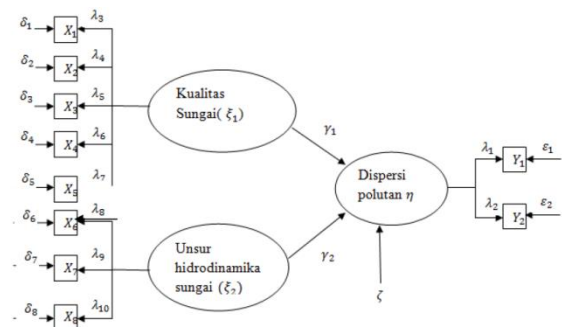 δ₁ X₁ λ₃
δ₂ X₂ λ₄
δ₃ X₃ λ₅
δ₄ X₄ λ₆
δ₅ X₅ λ₇
δ₆ X₆ λ₈
δ₇ X₇ λ₉
δ₈ X₈ λ₁₀
Kualitas
Sungai( ξ₁)
Unsur
hidrodinamika
sungai (ξ₂)
γ₁
γ₂
Dispersi
polutan η
ζ
λ₁ Y₁ ε₁
λ₂ Y₂ ε₂